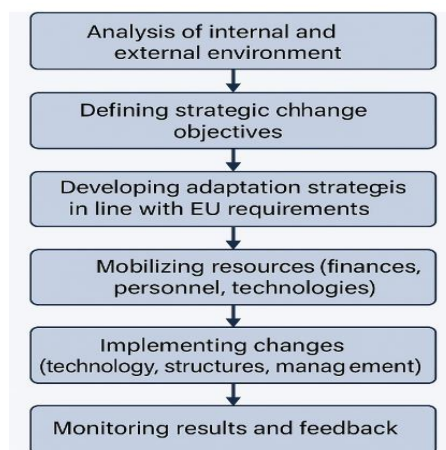 Analysis of internal and
external environment
Defining strategic chhange
objectives
Developing adaptation strategɐis
in line with EU requirements
Mobilizing resources (finances,
personnel, technologies)
Implementing changes
(technology, structures, manag ement)
Monitoring results and feedback